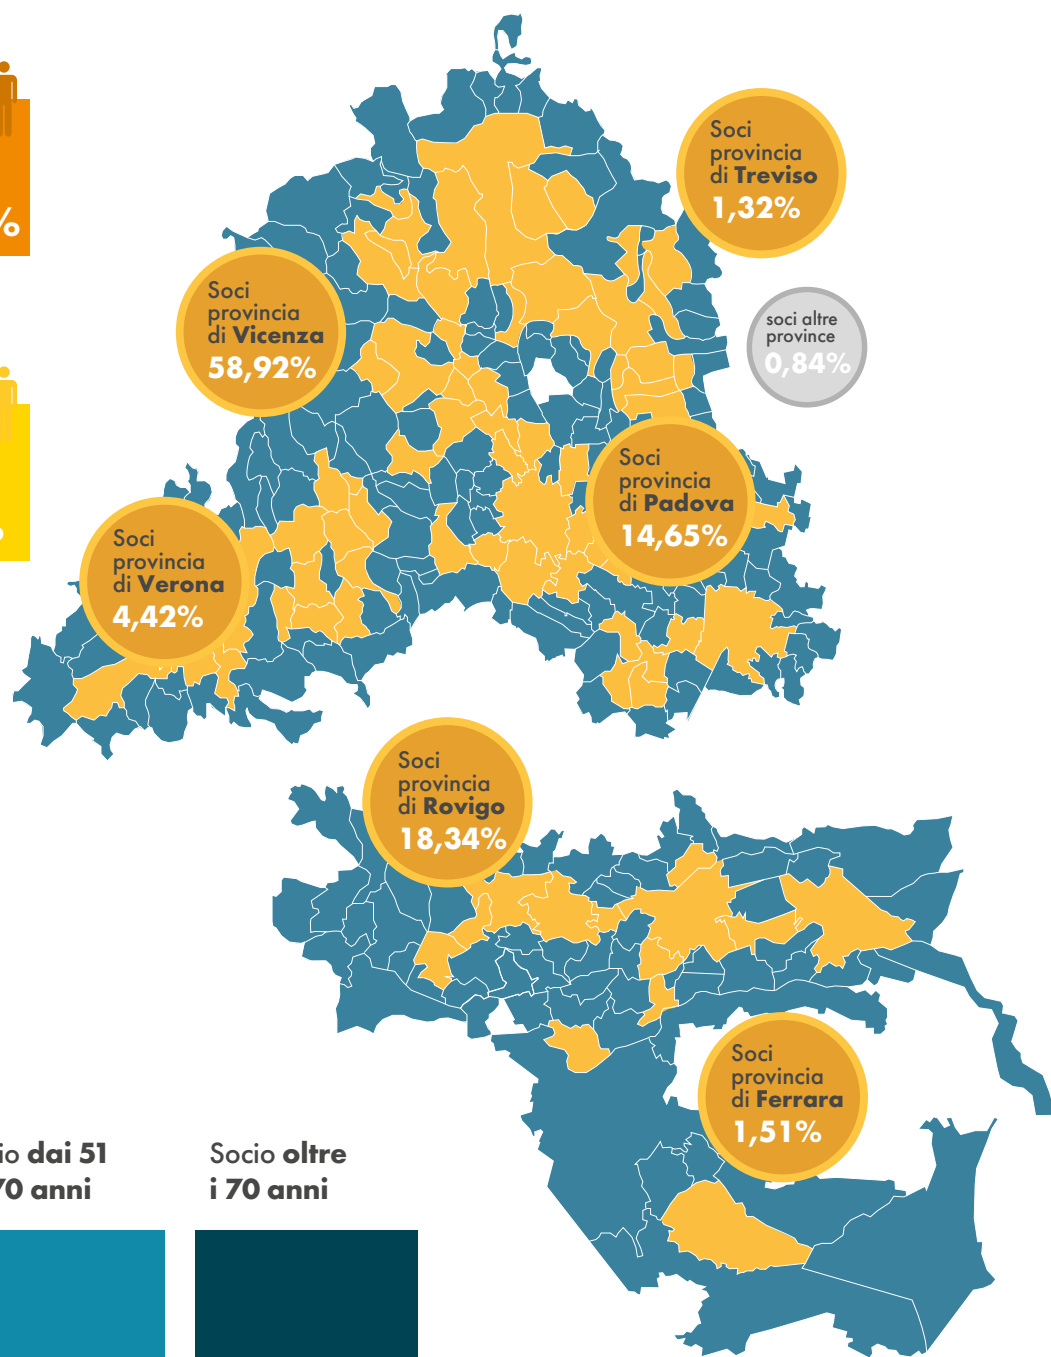 Soci
provincia
di Treviso
1,32%
%
Soci
provincia
di Vicenza
58,92%
soci altre
province
0,84%
Soci
provincia
di Padova
14,65%
Soci
provincia
di Verona
4,42%
Soci
provincia
di Rovigo
18,34%
Soci
provincia
di Ferrara
1,51%
io dai 51
70 anni
Socio oltre
i 70 anni